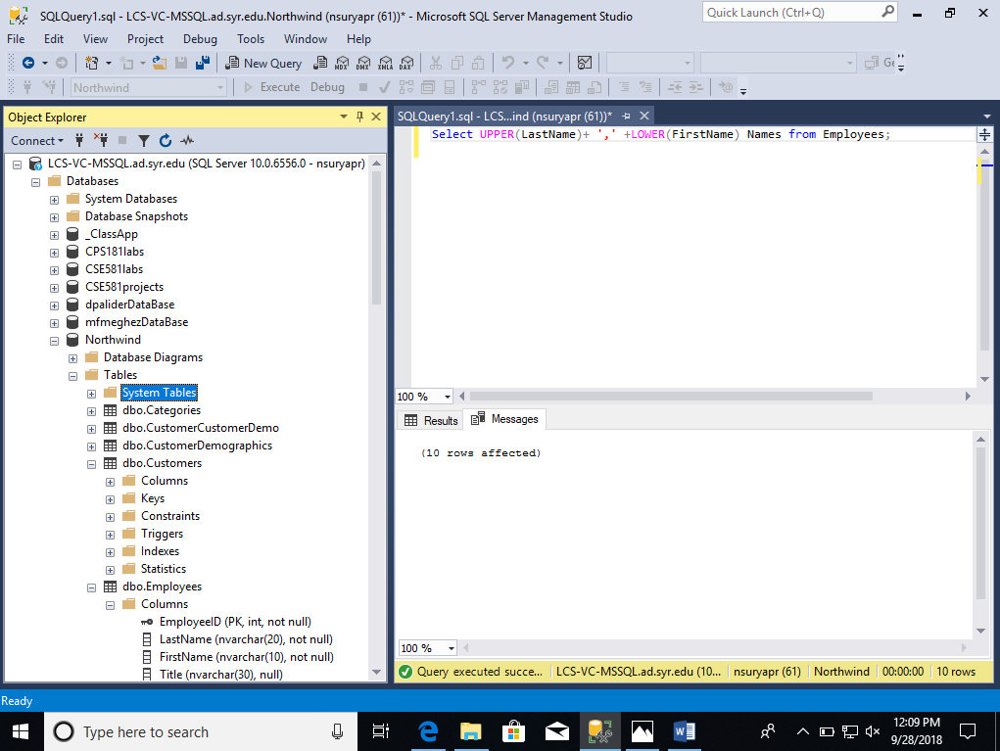 SQLQuery1.sql - LCS-VC-MSSQL.ad.syr.edu.Northwind (nsuryapr (61))* - Microsoft SQL Server Management Studio
Quick Launch (Ctrl+Q)
File Edit View Project Debug Tools Window Help
New Query MDX DMX XMLA DAX
Northwind Execute Debug
Object Explorer
Connect
LCS-VC-MSSQL.ad.syr.edu (SQL Server 10.0.6556.0 - nsuryapr)
Databases
System Databases
Database Snapshots
_ClassApp
CPS181labs
CSE581labs
CSE581projects
dpaliderDataBase
mfmeghezDataBase
Northwind
Database Diagrams
Tables
System Tables
dbo.Categories
dbo.CustomerCustomerDemo
dbo.CustomerDemographics
dbo.Customers
Columns
Keys
Constraints
Triggers
Indexes
Statistics
dbo.Employees
Columns
EmployeeID (PK, int, not null)
LastName (nvarchar(20), not null)
FirstName (nvarchar(10), not null)
Title (nvarchar(30), null)
SQLQuery1.sql - LCS...ind (nsuryapr (61))*
Select UPPER(LastName)+ ',' +LOWER(FirstName) Names from Employees;
100 %
Results Messages
(10 rows affected)
100 %
Query executed succe... LCS-VC-MSSQL.ad.syr.edu (10... nsuryapr (61) Northwind 00:00:00 10 rows
Ready
Type here to search
12:09 PM
9/28/2018